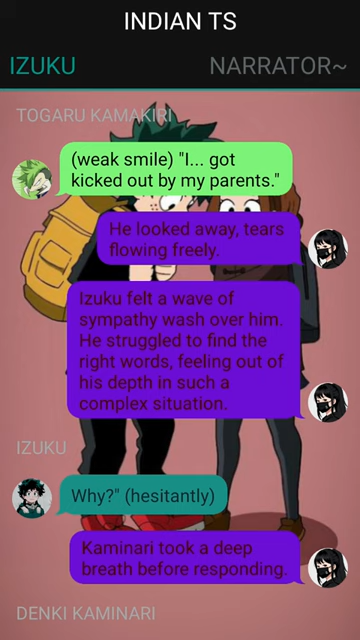 INDIAN TS
IZUKU
NARRATOR~
TOGARU KAMAKIRI
(weak smile) "I... got
kicked out by my parents."
He looked away, tears
flowing freely.
Izuku felt a wave of
sympathy wash over him.
He struggled to find the
right words, feeling out of
his depth in such a
complex situation.
IZUKU
Why?" (hesitantly)
Kaminari took a deep
breath before responding.
DENKI KAMINARI